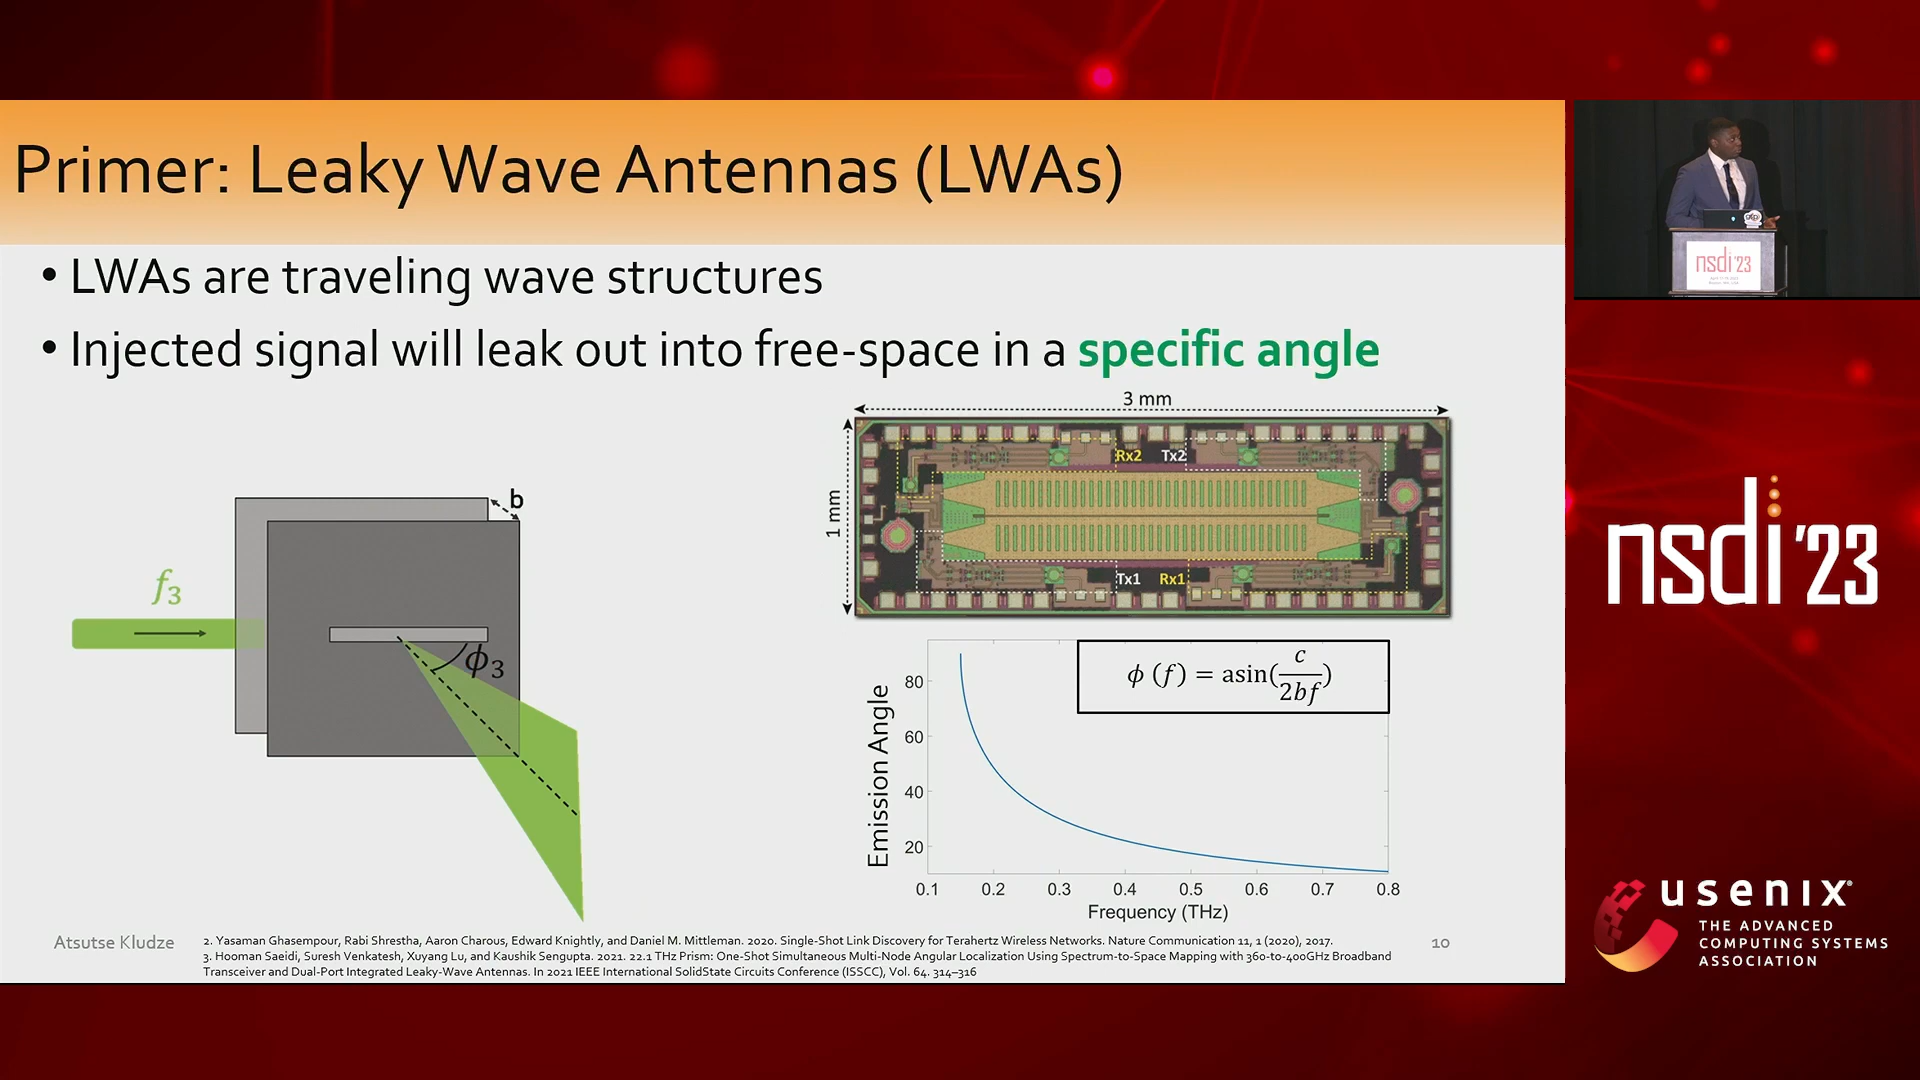 Primer: Leaky Wave Antennas (LWAs)
• LWAs are traveling wave structures
• Injected signal will leak out into free-space in a specific angle
3 mm
1 mm
Rx2 Tx2
Tx1 Rx1
b
f₃
ϕ₃
ϕ (f) = asin(c/2bf)
Emission Angle
80
60
40
20
0.1 0.2 0.3 0.4 0.5 0.6 0.7 0.8
Frequency (THz)
Atsutse Kludze
2. Yasaman Ghasempour, Rabi Shrestha, Aaron Charous, Edward Knightly, and Daniel M. Mittleman. 2020. Single-Shot Link Discovery for Terahertz Wireless Networks. Nature Communication 11, 1 (2020), 2017.
3. Hooman Saeidi, Suresh Venkatesh, Xuyang Lu, and Kaushik Sengupta. 2021. 22.1 THz Prism: One-Shot Simultaneous Multi-Node Angular Localization Using Spectrum-to-Space Mapping with 360-to-400GHz Broadband
Transceiver and Dual-Port Integrated Leaky-Wave Antennas. In 2021 IEEE International SolidState Circuits Conference (ISSCC), Vol. 64. 314–316
10
nsdi '23
nsdi '23
usenix®
THE ADVANCED
COMPUTING SYSTEMS
ASSOCIATION